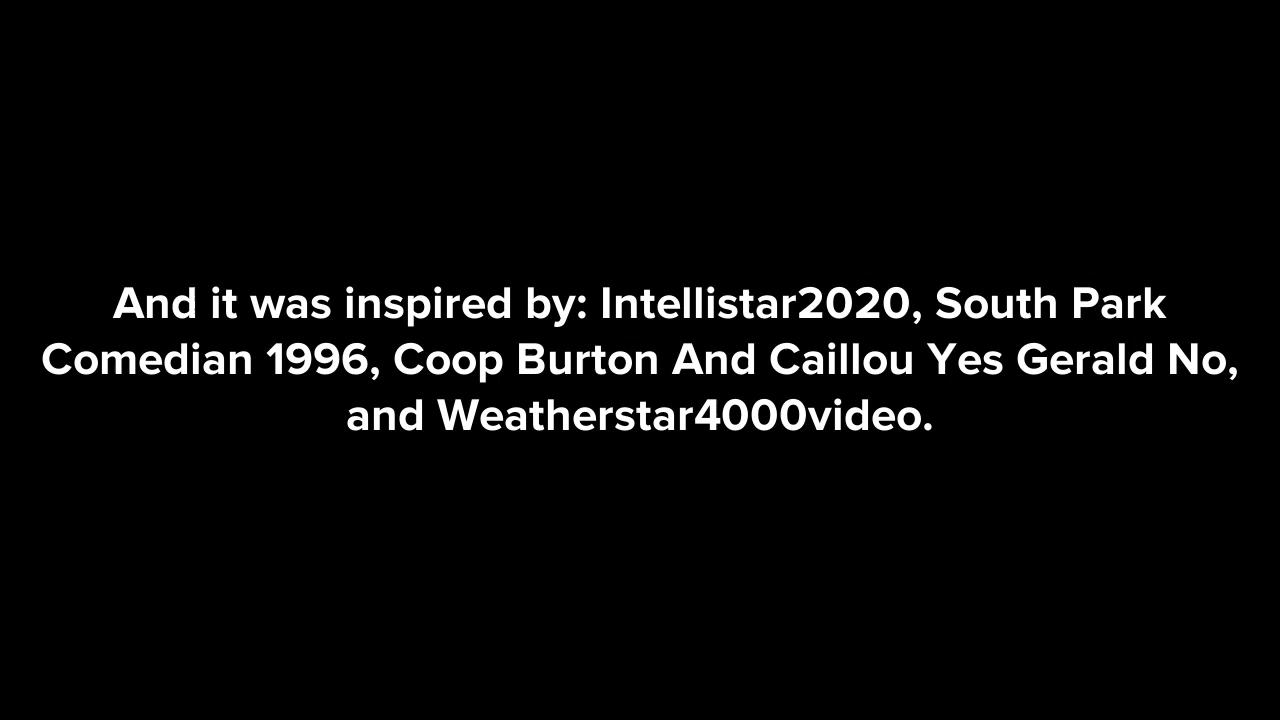 And it was inspired by: Intellistar2020, South Park
Comedian 1996, Coop Burton And Caillou Yes Gerald No,
and Weatherstar4000video.